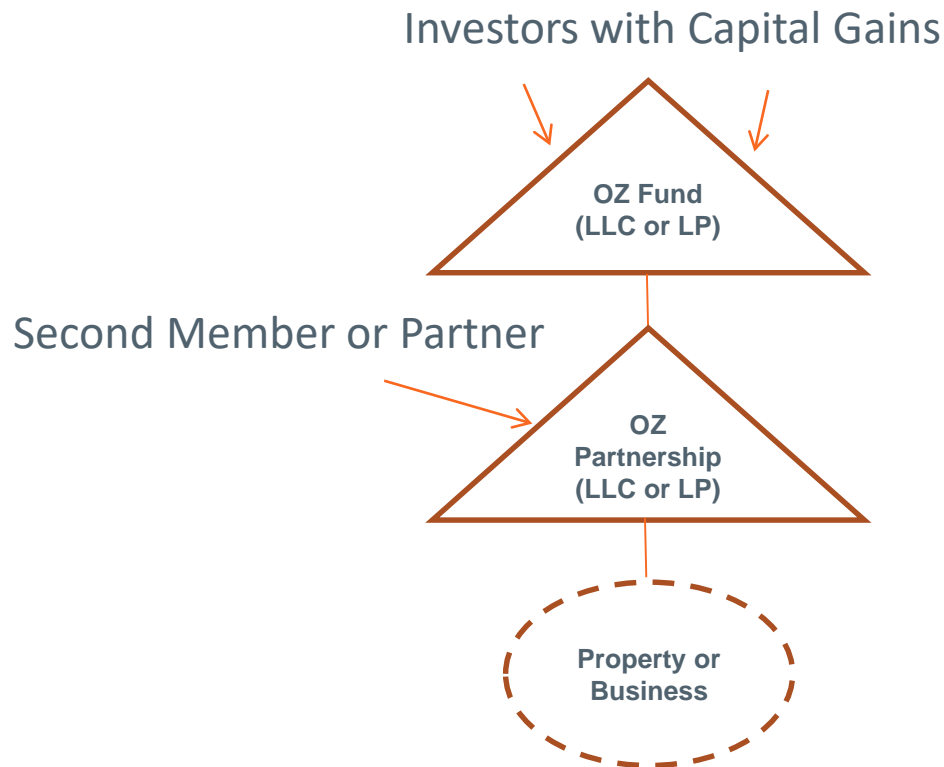 Investors with Capital Gains
OZ Fund
(LLC or LP)
Second Member or Partner
OZ
Partnership
(LLC or LP)
Property or
Business